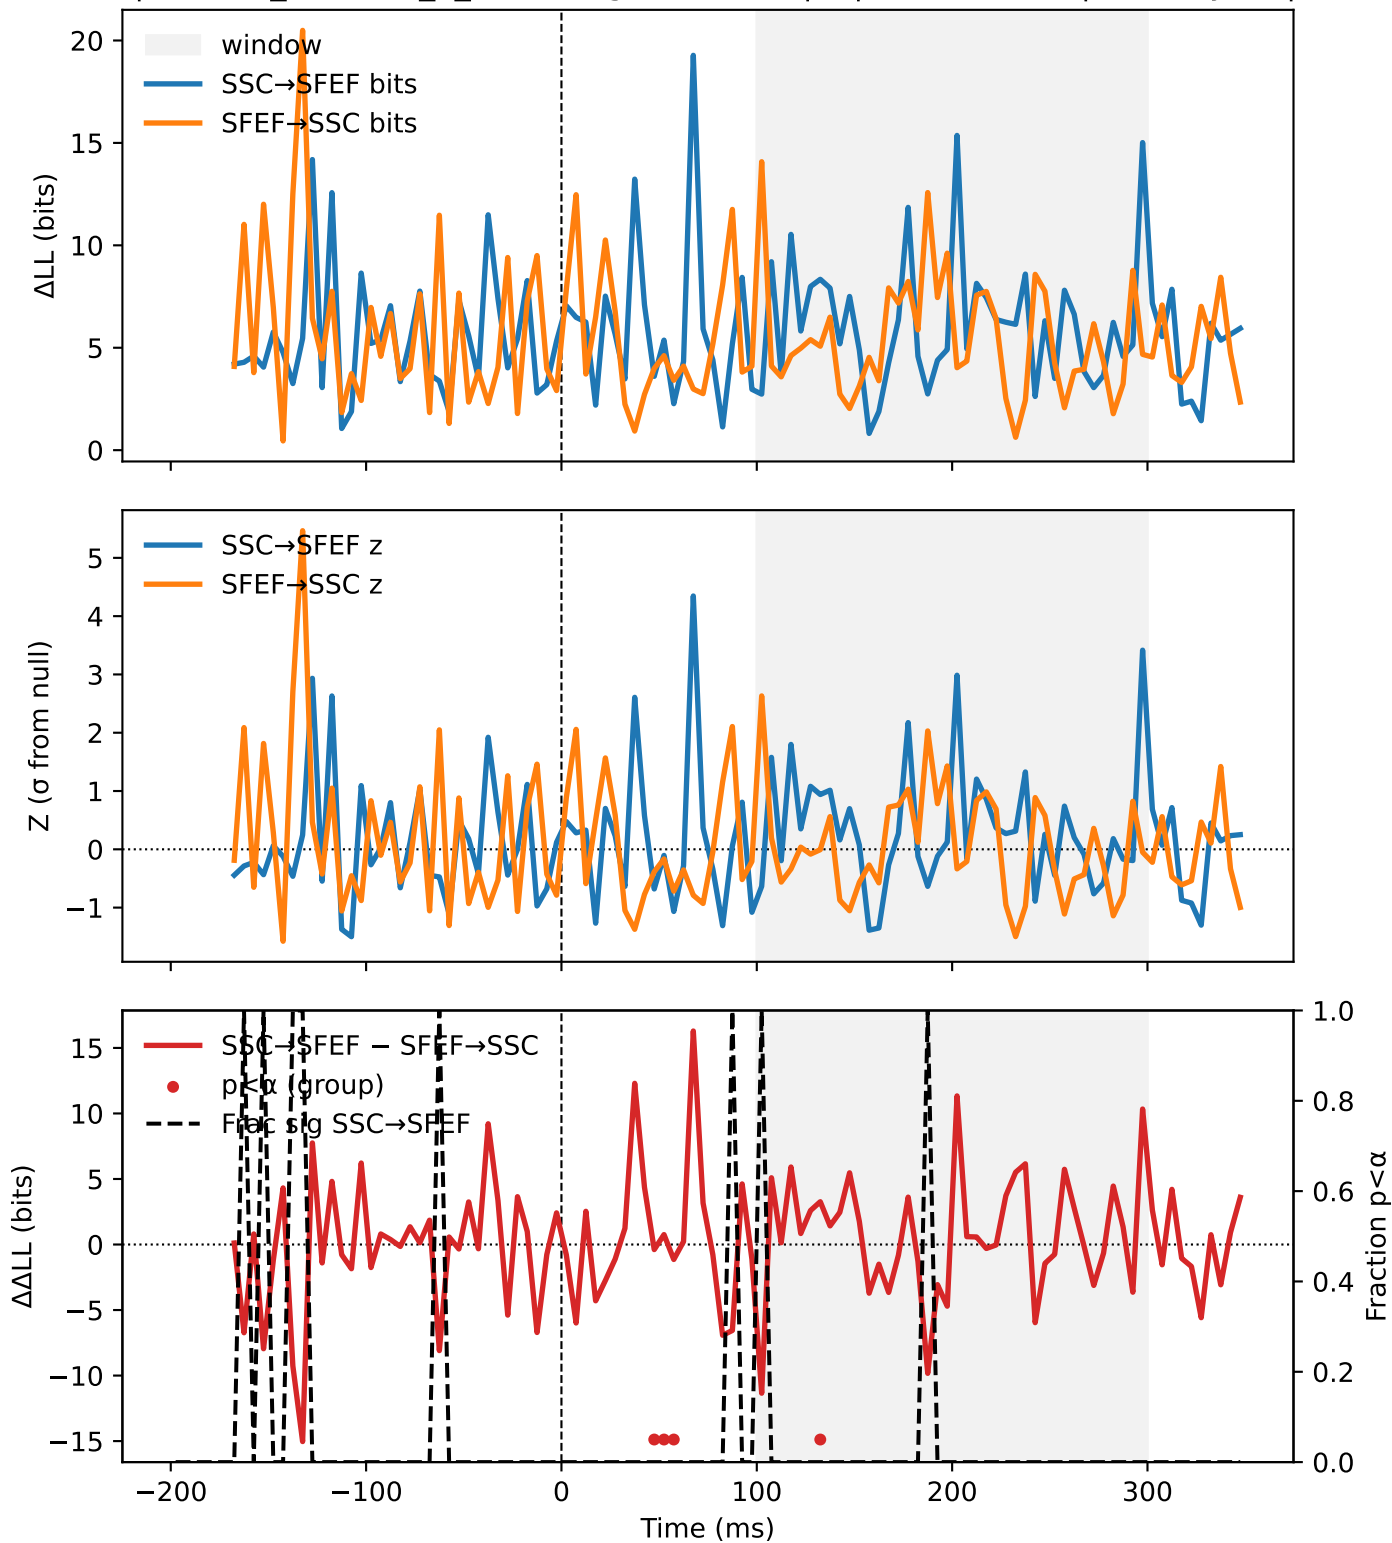 window
SSC→SFEF bits
SFEF→SSC bits
ΔLL (bits)
20
15
10
5
0
SSC→SFEF z
SFEF→SSC z
Z (σ from null)
5
4
3
2
1
0
−1
SSC→SFEF − SFEF→SSC
p<α (group)
Frac sig SSC→SFEF
ΔΔLL (bits)
15
10
5
0
−5
−10
−15
1.0
0.8
0.6
0.4
0.2
0.0
Fraction p<α
−200
−100
0
100
200
300
Time (ms)